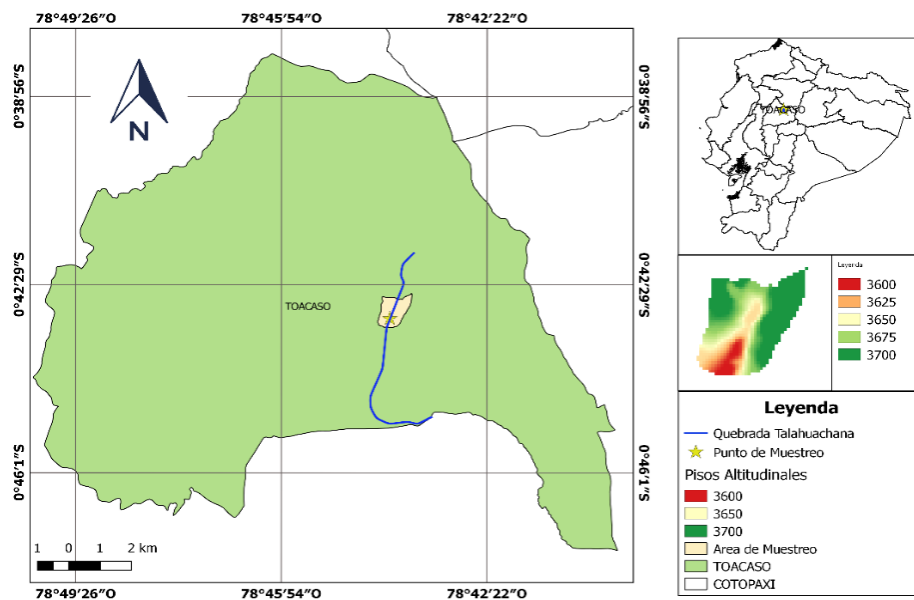 78°49′26″O 78°45′54″O 78°42′22″O
0°38′56″S
0°42′29″S
0°46′1″S
N
TOACASO
1 0 1 2 km
78°49′26″O 78°45′54″O 78°42′22″O
0°38′56″S
0°42′29″S
0°46′1″S
TOACASO
Leyenda
3600
3625
3650
3675
3700
Leyenda
Quebrada Talahuachana
Punto de Muestreo
Pisos Altitudinales
3600
3650
3700
Area de Muestreo
TOACASO
COTOPAXI